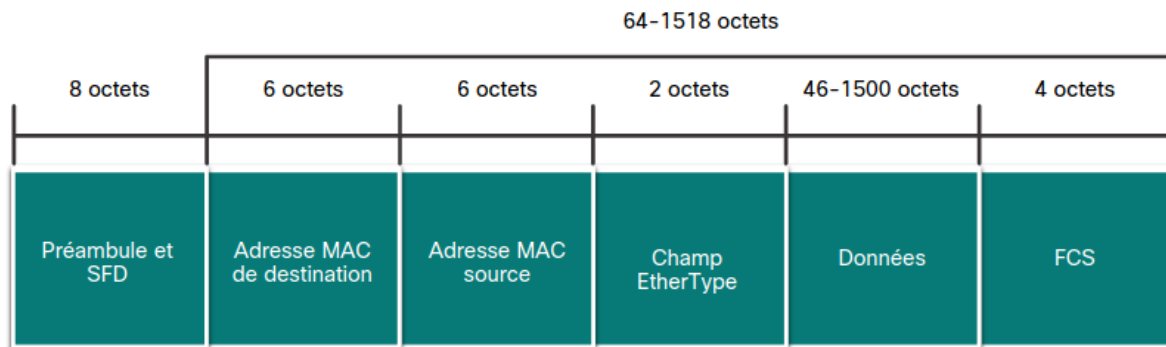 64-1518 octets
8 octets
6 octets
6 octets
2 octets
46-1500 octets
4 octets
Préambule et
SFD
Adresse MAC
de destination
Adresse MAC
source
Champ
EtherType
Données
FCS